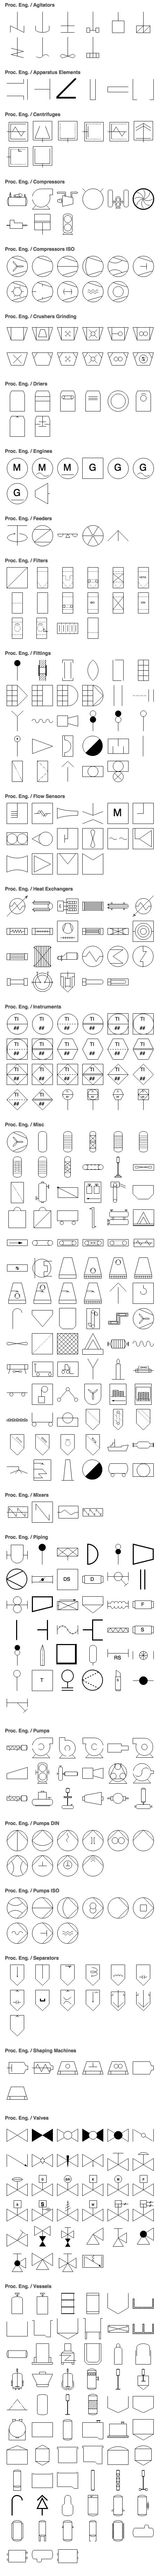 Proc. Eng. / Agitators
Proc. Eng. / Apparatus Elements
Proc. Eng. / Centrifuges
Proc. Eng. / Compressors
Proc. Eng. / Compressors ISO
Proc. Eng. / Crushers Grinding
Proc. Eng. / Driers
Proc. Eng. / Engines
M M M G G G
G
Proc. Eng. / Feeders
Proc. Eng. / Filters
Proc. Eng. / Fittings
Proc. Eng. / Flow Sensors
M
Proc. Eng. / Heat Exchangers
Proc. Eng. / Instruments
TI TI TI TI TI TI
## ## ## ## ## ##
TI TI TI TI TI TI
## ## ## ## ## ##
TI TI TI TI TI TI
## ## ## ## ## ##
TI TI
## ##
Proc. Eng. / Misc
Proc. Eng. / Mixers
Proc. Eng. / Piping
DS D
F
S
RS
T
Proc. Eng. / Pumps
Proc. Eng. / Pumps DIN
Proc. Eng. / Pumps ISO
Proc. Eng. / Separators
Proc. Eng. / Shaping Machines
Proc. Eng. / Valves
Proc. Eng. / Vessels